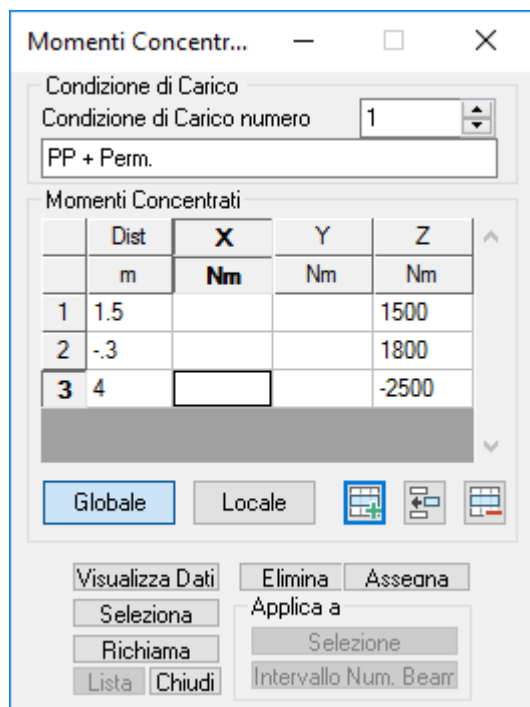 Momenti Concentr...
Condizione di Carico
Condizione di Carico numero 1
PP + Perm.
Momenti Concentrati
Dist X Y Z
m Nm Nm Nm
1 1.5 1500
2 -.3 1800
3 4 -2500
Globale Locale
Visualizza Dati Elimina Assegna
Seleziona Applica a
Richiama Selezione
Lista Chiudi Intervallo Num. Beam